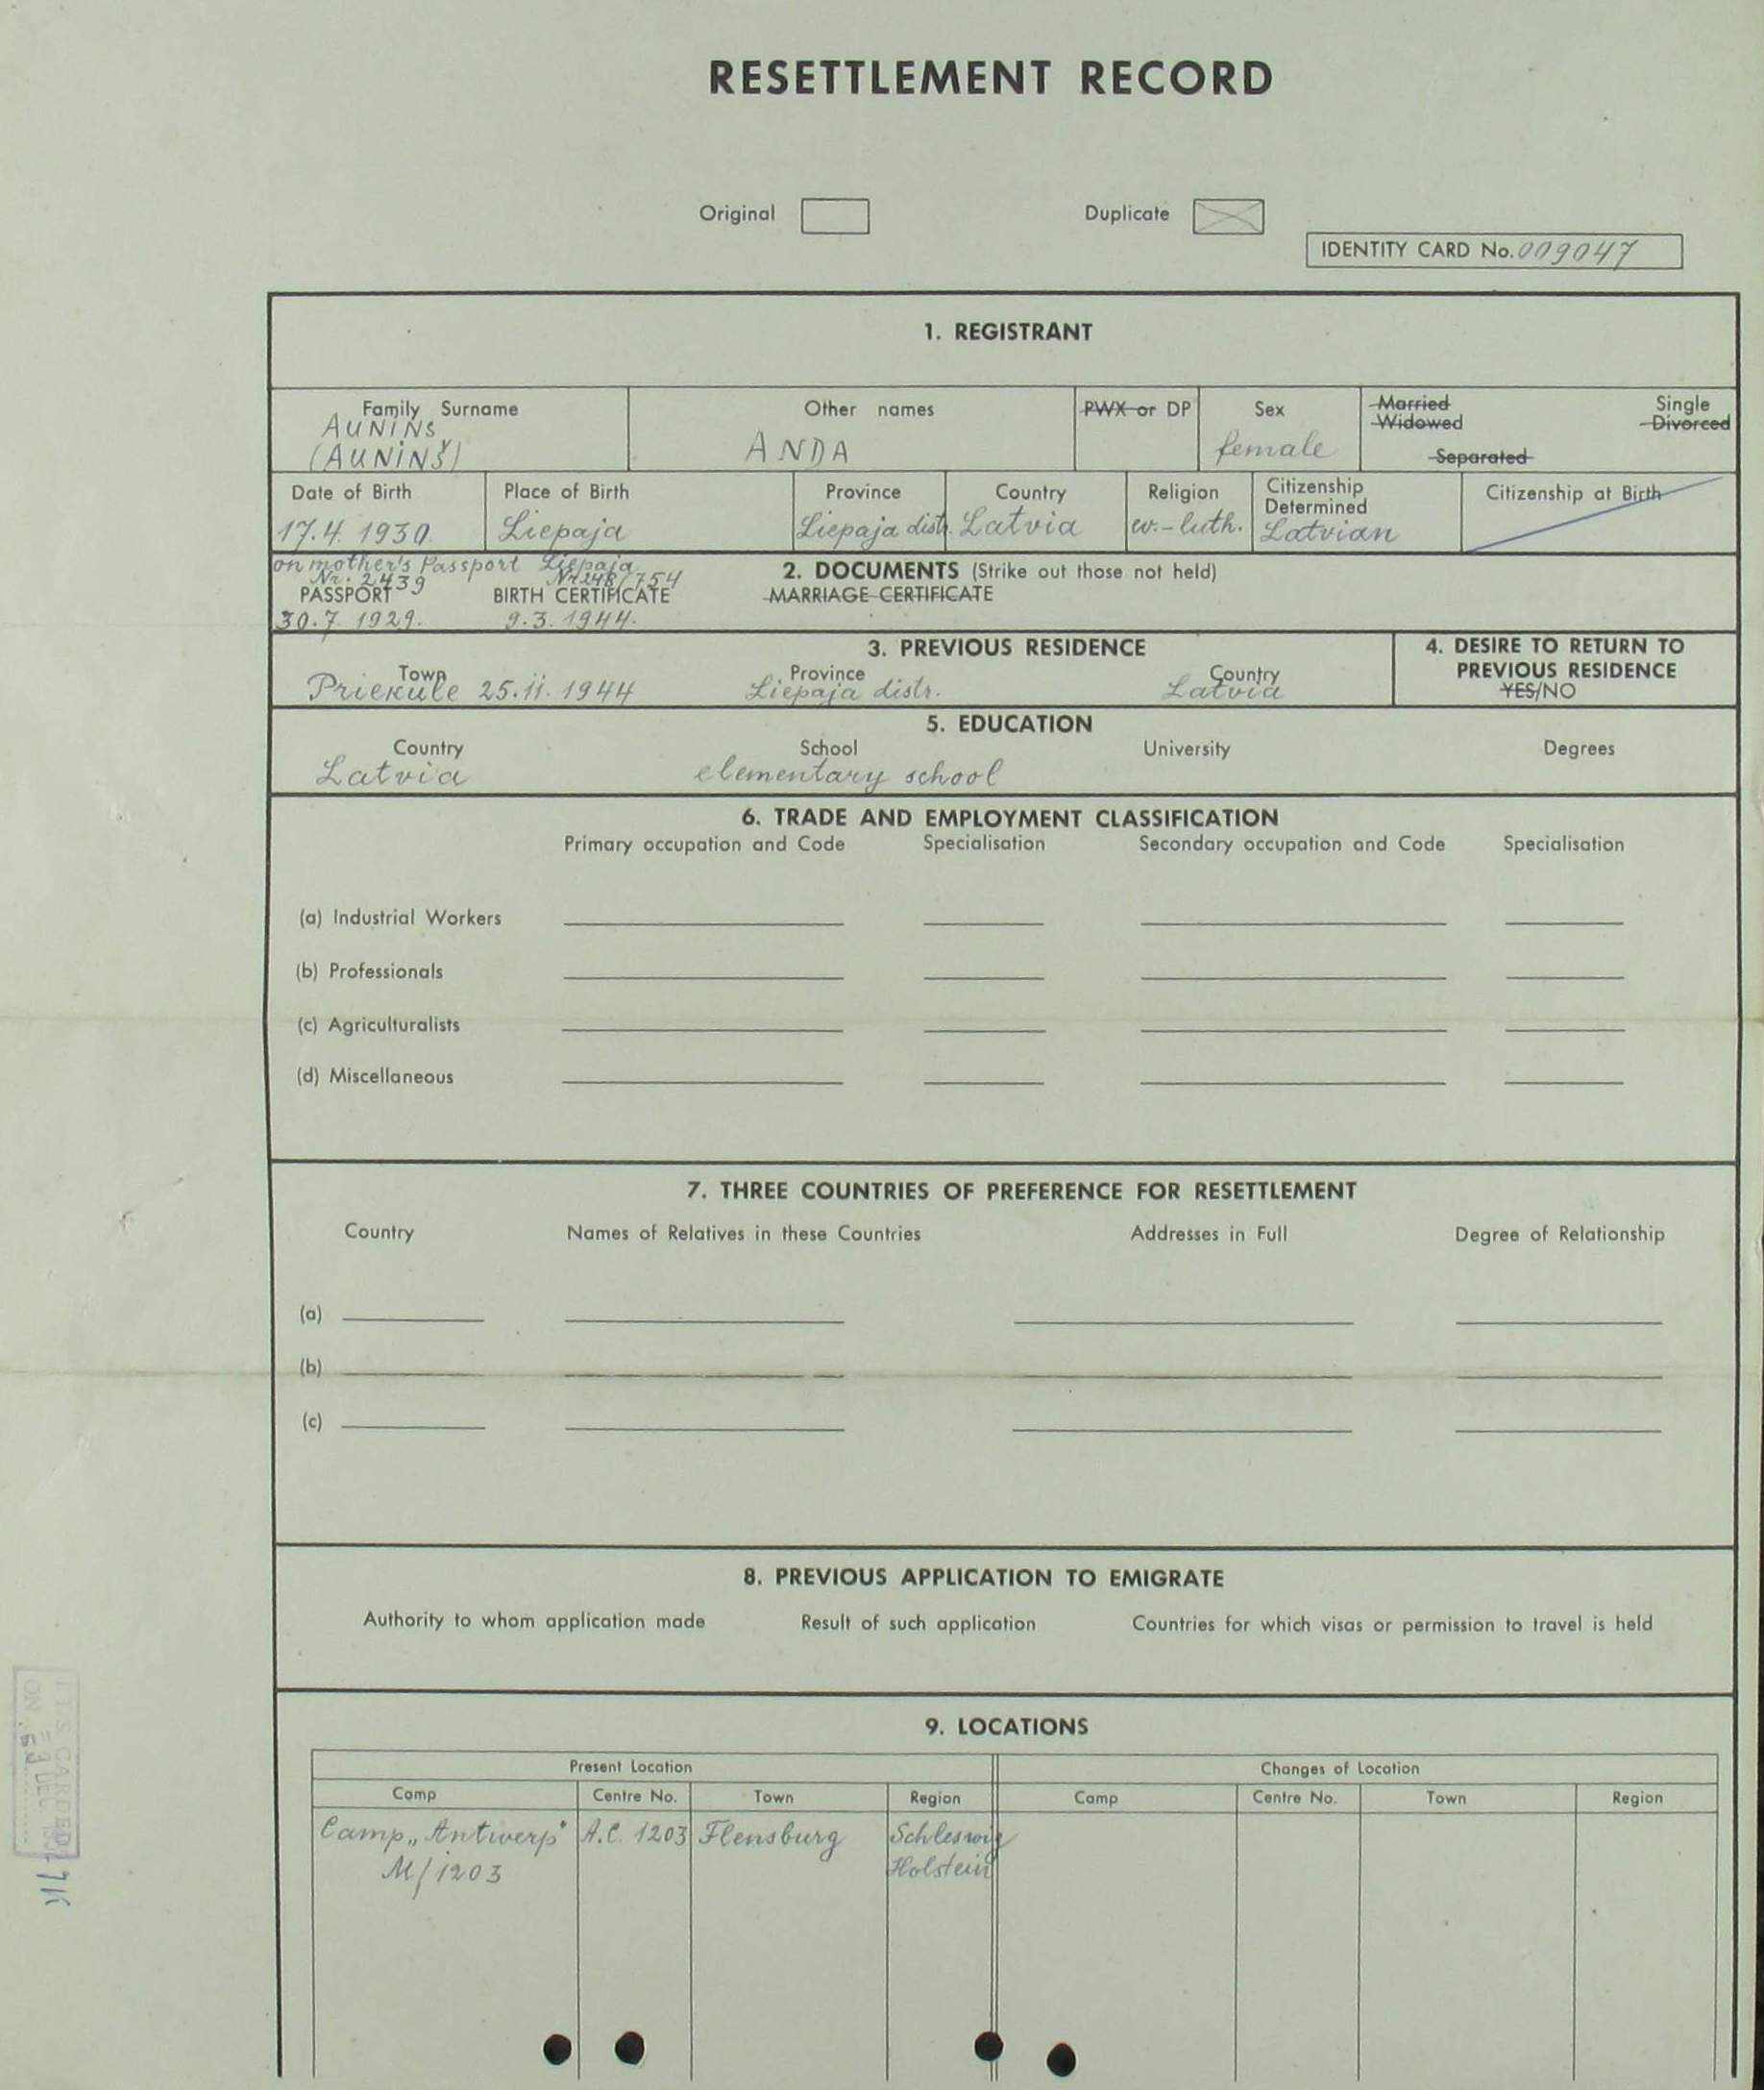 RESETTLEMENT RECORD
Original
Duplicate
IDENTITY CARD No. 009047
1. REGISTRANT
Family Surname
AUNINS
(AUNINŠ)
Other names
ANDA
PWX or DP
Sex
female
Married
Widowed
Single
Divorced
Separated
Date of Birth
17.4. 1930.
Place of Birth
Liepaja
Province
Liepaja distr.
Country
Latvia
Religion
ev.-luth.
Citizenship
Determined
Latvian
Citizenship at Birth
on mother's Passport Liepaja
Nr. 2439
Nr 248/754
2. DOCUMENTS (Strike out those not held)
PASSPORT BIRTH CERTIFICATE MARRIAGE CERTIFICATE
30.7. 1929. 9.3. 1944.
3. PREVIOUS RESIDENCE
Town Province Country
Priekule 25.11. 1944 Liepaja distr. Latvia
4. DESIRE TO RETURN TO
PREVIOUS RESIDENCE
YES/NO
5. EDUCATION
Country School University Degrees
Latvia elementary school
6. TRADE AND EMPLOYMENT CLASSIFICATION
Primary occupation and Code Specialisation Secondary occupation and Code Specialisation
(a) Industrial Workers
(b) Professionals
(c) Agriculturalists
(d) Miscellaneous
7. THREE COUNTRIES OF PREFERENCE FOR RESETTLEMENT
Country Names of Relatives in these Countries Addresses in Full Degree of Relationship
(a)
(b)
(c)
8. PREVIOUS APPLICATION TO EMIGRATE
Authority to whom application made Result of such application Countries for which visas or permission to travel is held
9. LOCATIONS
Present Location Changes of Location
Camp Centre No. Town Region Camp Centre No. Town Region
Camp „Antwerp" A.C. 1203 Flensburg Schleswig
M/1203 Holstein